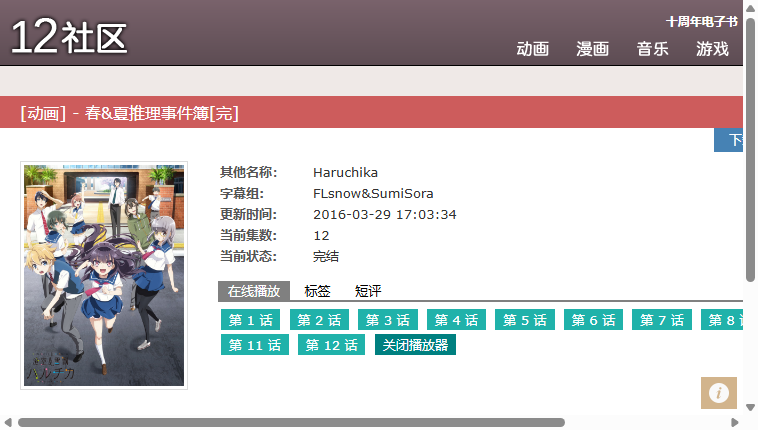 12社区
十周年电子书
动画 漫画 音乐 游戏
[动画] - 春&夏推理事件簿[完]
其他名称: Haruchika
字幕组: FLsnow&SumiSora
更新时间: 2016-03-29 17:03:34
当前集数: 12
当前状态: 完结
在线播放 标签 短评
第 1 话 第 2 话 第 3 话 第 4 话 第 5 话 第 6 话 第 7 话 第 8
第 11 话 第 12 话 关闭播放器
ハルチカ